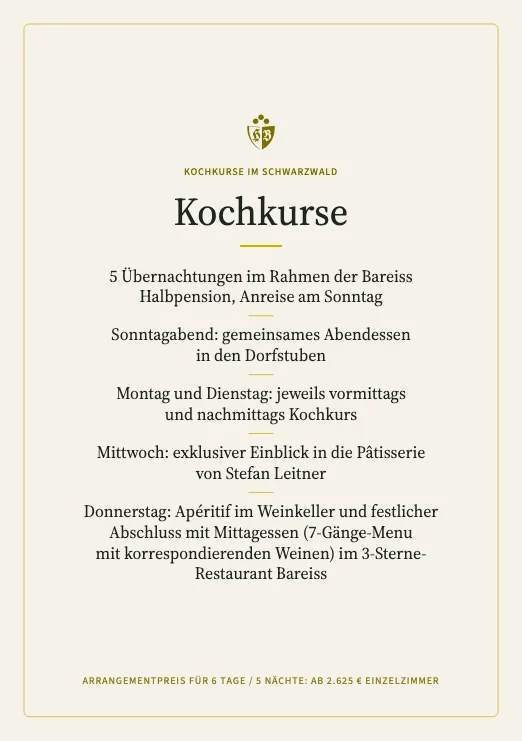 KOCHKURSE IM SCHWARZWALD
Kochkurse
5 Übernachtungen im Rahmen der Bareiss
Halbpension, Anreise am Sonntag
Sonntagabend: gemeinsames Abendessen
in den Dorfstuben
Montag und Dienstag: jeweils vormittags
und nachmittags Kochkurs
Mittwoch: exklusiver Einblick in die Pâtisserie
von Stefan Leitner
Donnerstag: Apéritif im Weinkeller und festlicher
Abschluss mit Mittagessen (7-Gänge-Menu
mit korrespondierenden Weinen) im 3-Sterne-
Restaurant Bareiss
ARRANGEMENTPREIS FÜR 6 TAGE / 5 NÄCHTE: AB 2.625 € EINZELZIMMER